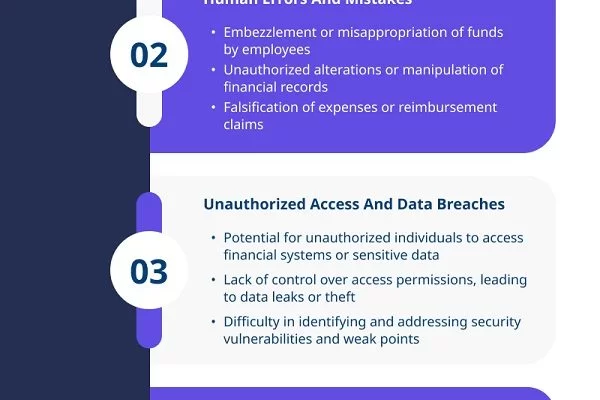 Human Errors And Mistakes
02
• Embezzlement or misappropriation of funds
by employees
• Unauthorized alterations or manipulation of
financial records
• Falsification of expenses or reimbursement
claims
Unauthorized Access And Data Breaches
03
• Potential for unauthorized individuals to access
financial systems or sensitive data
• Lack of control over access permissions, leading
to data leaks or theft
• Difficulty in identifying and addressing security
vulnerabilities and weak points